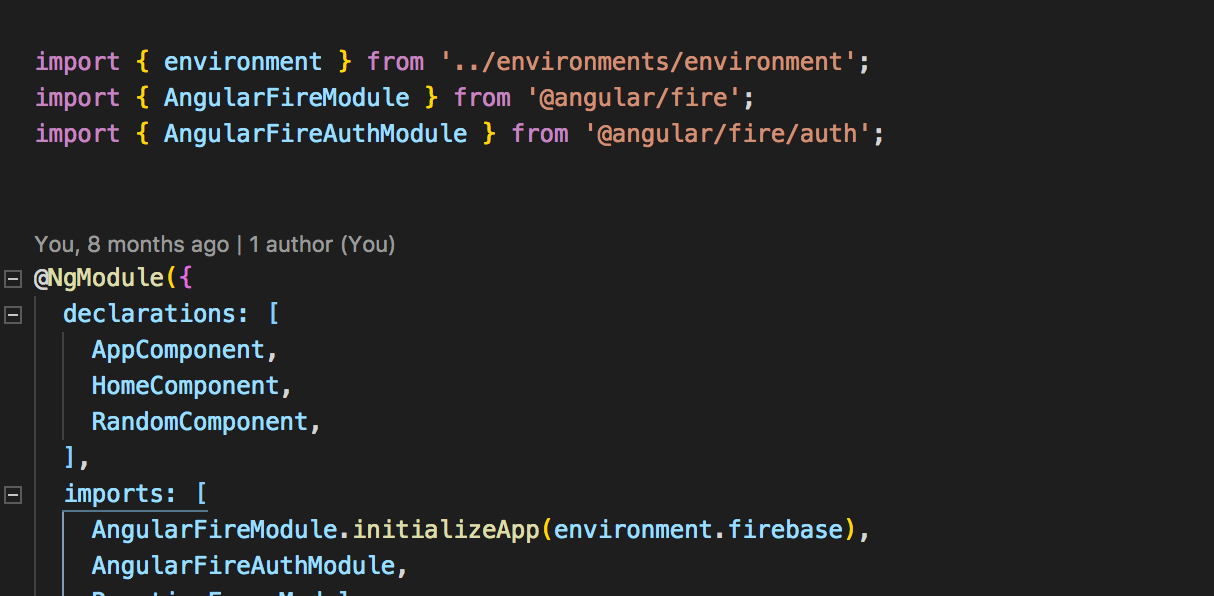 import { environment } from '../environments/environment';
import { AngularFireModule } from '@angular/fire';
import { AngularFireAuthModule } from '@angular/fire/auth';
You, 8 months ago | 1 author (You)
@NgModule({
declarations: [
AppComponent,
HomeComponent,
RandomComponent,
],
imports: [
AngularFireModule.initializeApp(environment.firebase),
AngularFireAuthModule,